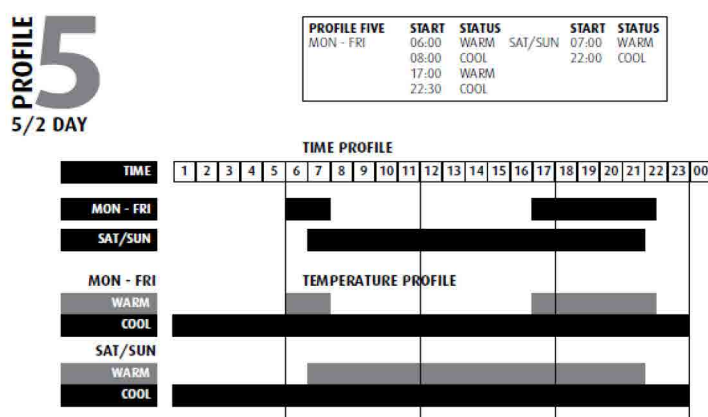 PROFILE
5
5/2 DAY
PROFILE FIVE START STATUS START STATUS
MON - FRI 06:00 WARM SAT/SUN 07:00 WARM
08:00 COOL 22:00 COOL
17:00 WARM
22:30 COOL
TIME PROFILE
TIME 1 2 3 4 5 6 7 8 9 10 11 12 13 14 15 16 17 18 19 20 21 22 23 00
MON - FRI
SAT/SUN
MON - FRI TEMPERATURE PROFILE
WARM
COOL
SAT/SUN
WARM
COOL